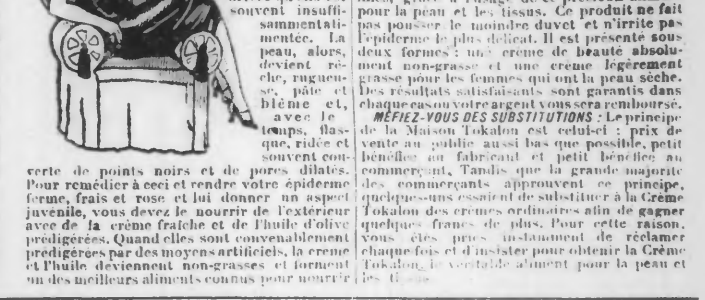 souvent insuffi-
sammentali-
mentée. La
peau, alors,
devient rê-
che, rugueu-
se, pâle et
blême et,
avec le
temps, flas-
que, ridée et
souvent cou-
verte de points noirs et de pores dilatés.
Pour remédier à ceci et rendre votre épiderme
ferme, frais et rose et lui donner un aspect
juvénile, vous devez le nourrir de l'extérieur
avec de la crème fraîche et de l'huile d'olive
prédigérées. Quand elles sont convenablement
prédigérées par des moyens artificiels, la crème
et l'huile deviennent non-grasses et forment
un des meilleurs aliments connus pour nourrir
pour la peau et les tissus. Ce produit ne fait
pas pousser le moindre duvet et n'irrite pas
l'épiderme le plus délicat. Il est présenté sous
deux formes : une crème de beauté absolu-
ment non-grasse et une crème légèrement
grasse pour les femmes qui ont la peau sèche.
Des résultats satisfaisants sont garantis dans
chaque cas ou votre argent vous sera remboursé.
MÉFIEZ-VOUS DES SUBSTITUTIONS : Le principe
de la Maison Tokalon est celui-ci : prix de
vente au public aussi bas que possible, petit
bénéfice au fabricant et petit bénéfice au
commerçant. Tandis que la grande majorité
des commerçants approuvent ce principe,
quelques-uns essaient de substituer à la Crème
Tokalon des crèmes ordinaires afin de gagner
quelques francs de plus. Pour cette raison,
vous êtes priés instamment de réclamer
chaque fois et d'insister pour obtenir la Crème
Tokalon, le véritable aliment pour la peau et
les tissus.